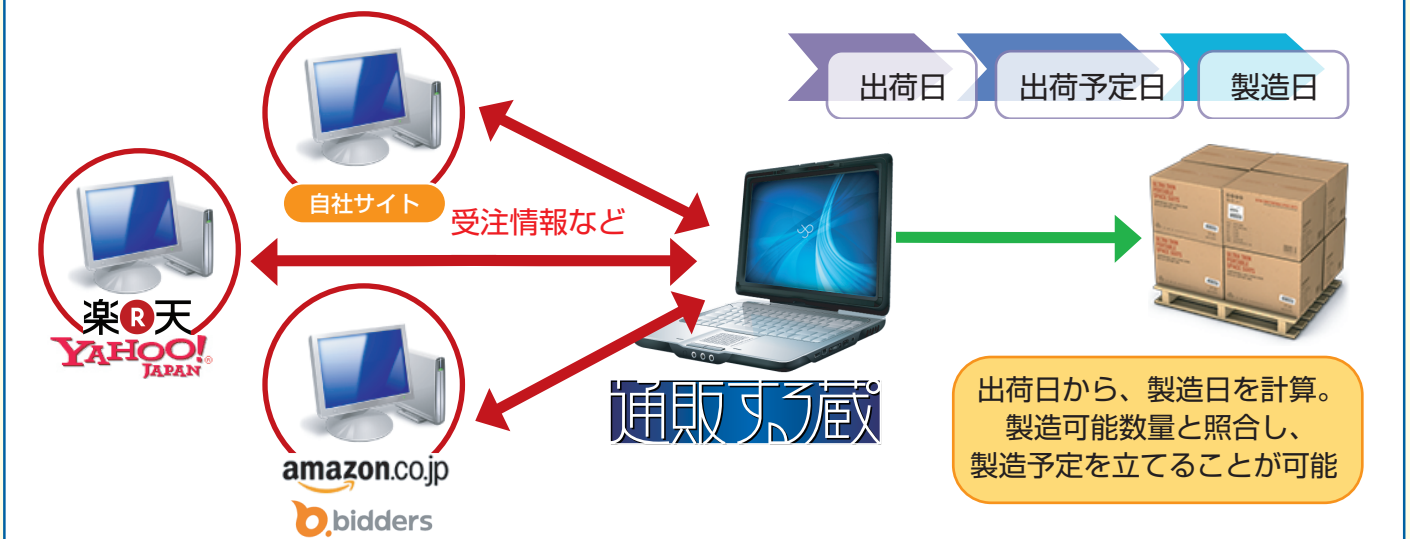 出荷日
出荷予定日
製造日
自社サイト
受注情報など
楽R天
YAHOO!
JAPAN
amazon.co.jp
bidders
通販する蔵
出荷日から、製造日を計算。
製造可能数量と照合し、
製造予定を立てることが可能